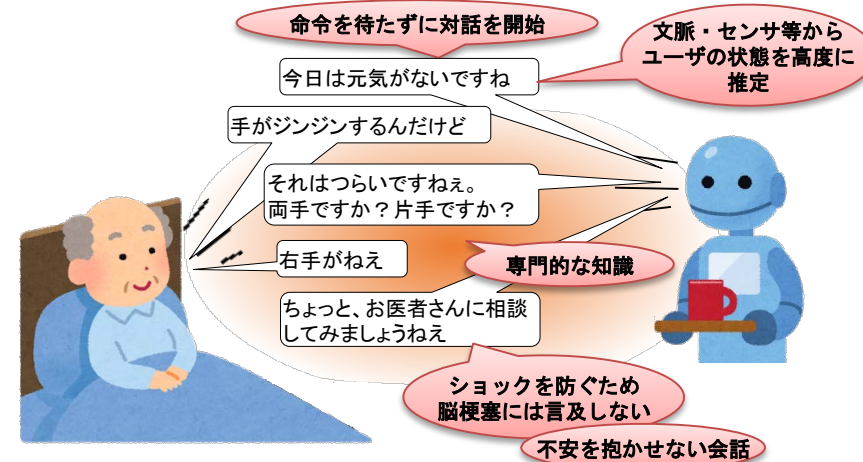 命令を待たずに対話を開始
文脈・センサ等から
ユーザの状態を高度に
推定
今日は元気がないですね
手がジンジンするんだけど
それはつらいですねぇ。
両手ですか？片手ですか？
右手がねえ
専門的な知識
ちょっと、お医者さんに相談
してみましょうねえ
ショックを防ぐため
脳梗塞には言及しない
不安を抱かせない会話